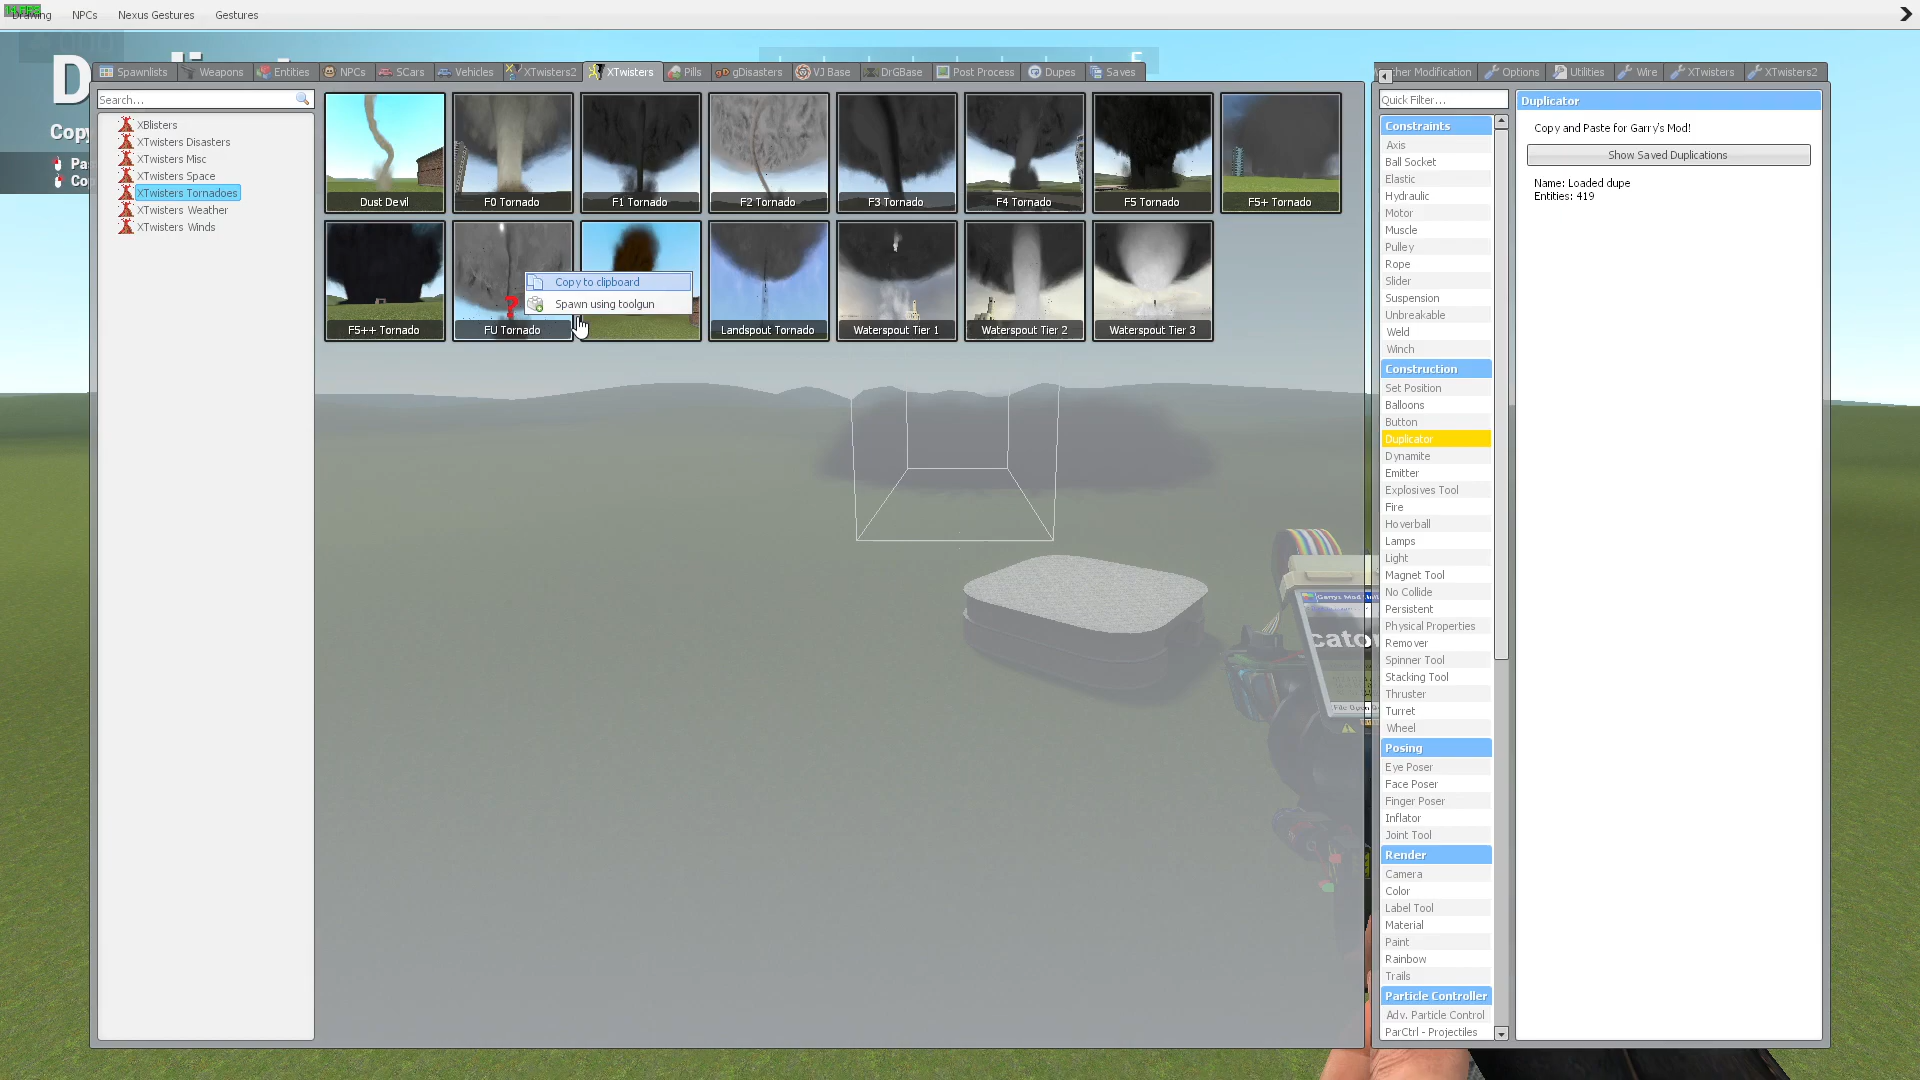 Drawing NPCs Nexus Gestures Gestures
D
Copy
Spawnlists Weapons Entities NPCs SCars Vehicles XTwisters2 XTwisters Pills gDisasters VJ Base DrGBase Post Process Dupes Saves
Search...
XBlisters
XTwisters Disasters
XTwisters Misc
XTwisters Space
XTwisters Tornadoes
XTwisters Weather
XTwisters Winds
Dust Devil F0 Tornado F1 Tornado F2 Tornado F3 Tornado F4 Tornado F5 Tornado F5+ Tornado
F5++ Tornado FU Tornado Landspout Tornado Waterspout Tier 1 Waterspout Tier 2 Waterspout Tier 3
?
Copy to clipboard
Spawn using toolgun
ther Modification Options Utilities Wire XTwisters XTwisters2
Quick Filter...
Constraints
Axis
Ball Socket
Elastic
Hydraulic
Motor
Muscle
Pulley
Rope
Slider
Suspension
Unbreakable
Weld
Winch
Construction
Set Position
Balloons
Button
Duplicator
Dynamite
Emitter
Explosives Tool
Fire
Hoverball
Lamps
Light
Magnet Tool
No Collide
Persistent
Physical Properties
Remover
Spinner Tool
Stacking Tool
Thruster
Turret
Wheel
Posing
Eye Poser
Face Poser
Finger Poser
Inflator
Joint Tool
Render
Camera
Color
Label Tool
Material
Paint
Rainbow
Trails
Particle Controller
Adv. Particle Control
ParCtrl - Projectiles
Duplicator
Copy and Paste for Garry's Mod!
Show Saved Duplications
Name: Loaded dupe
Entities: 419
cator